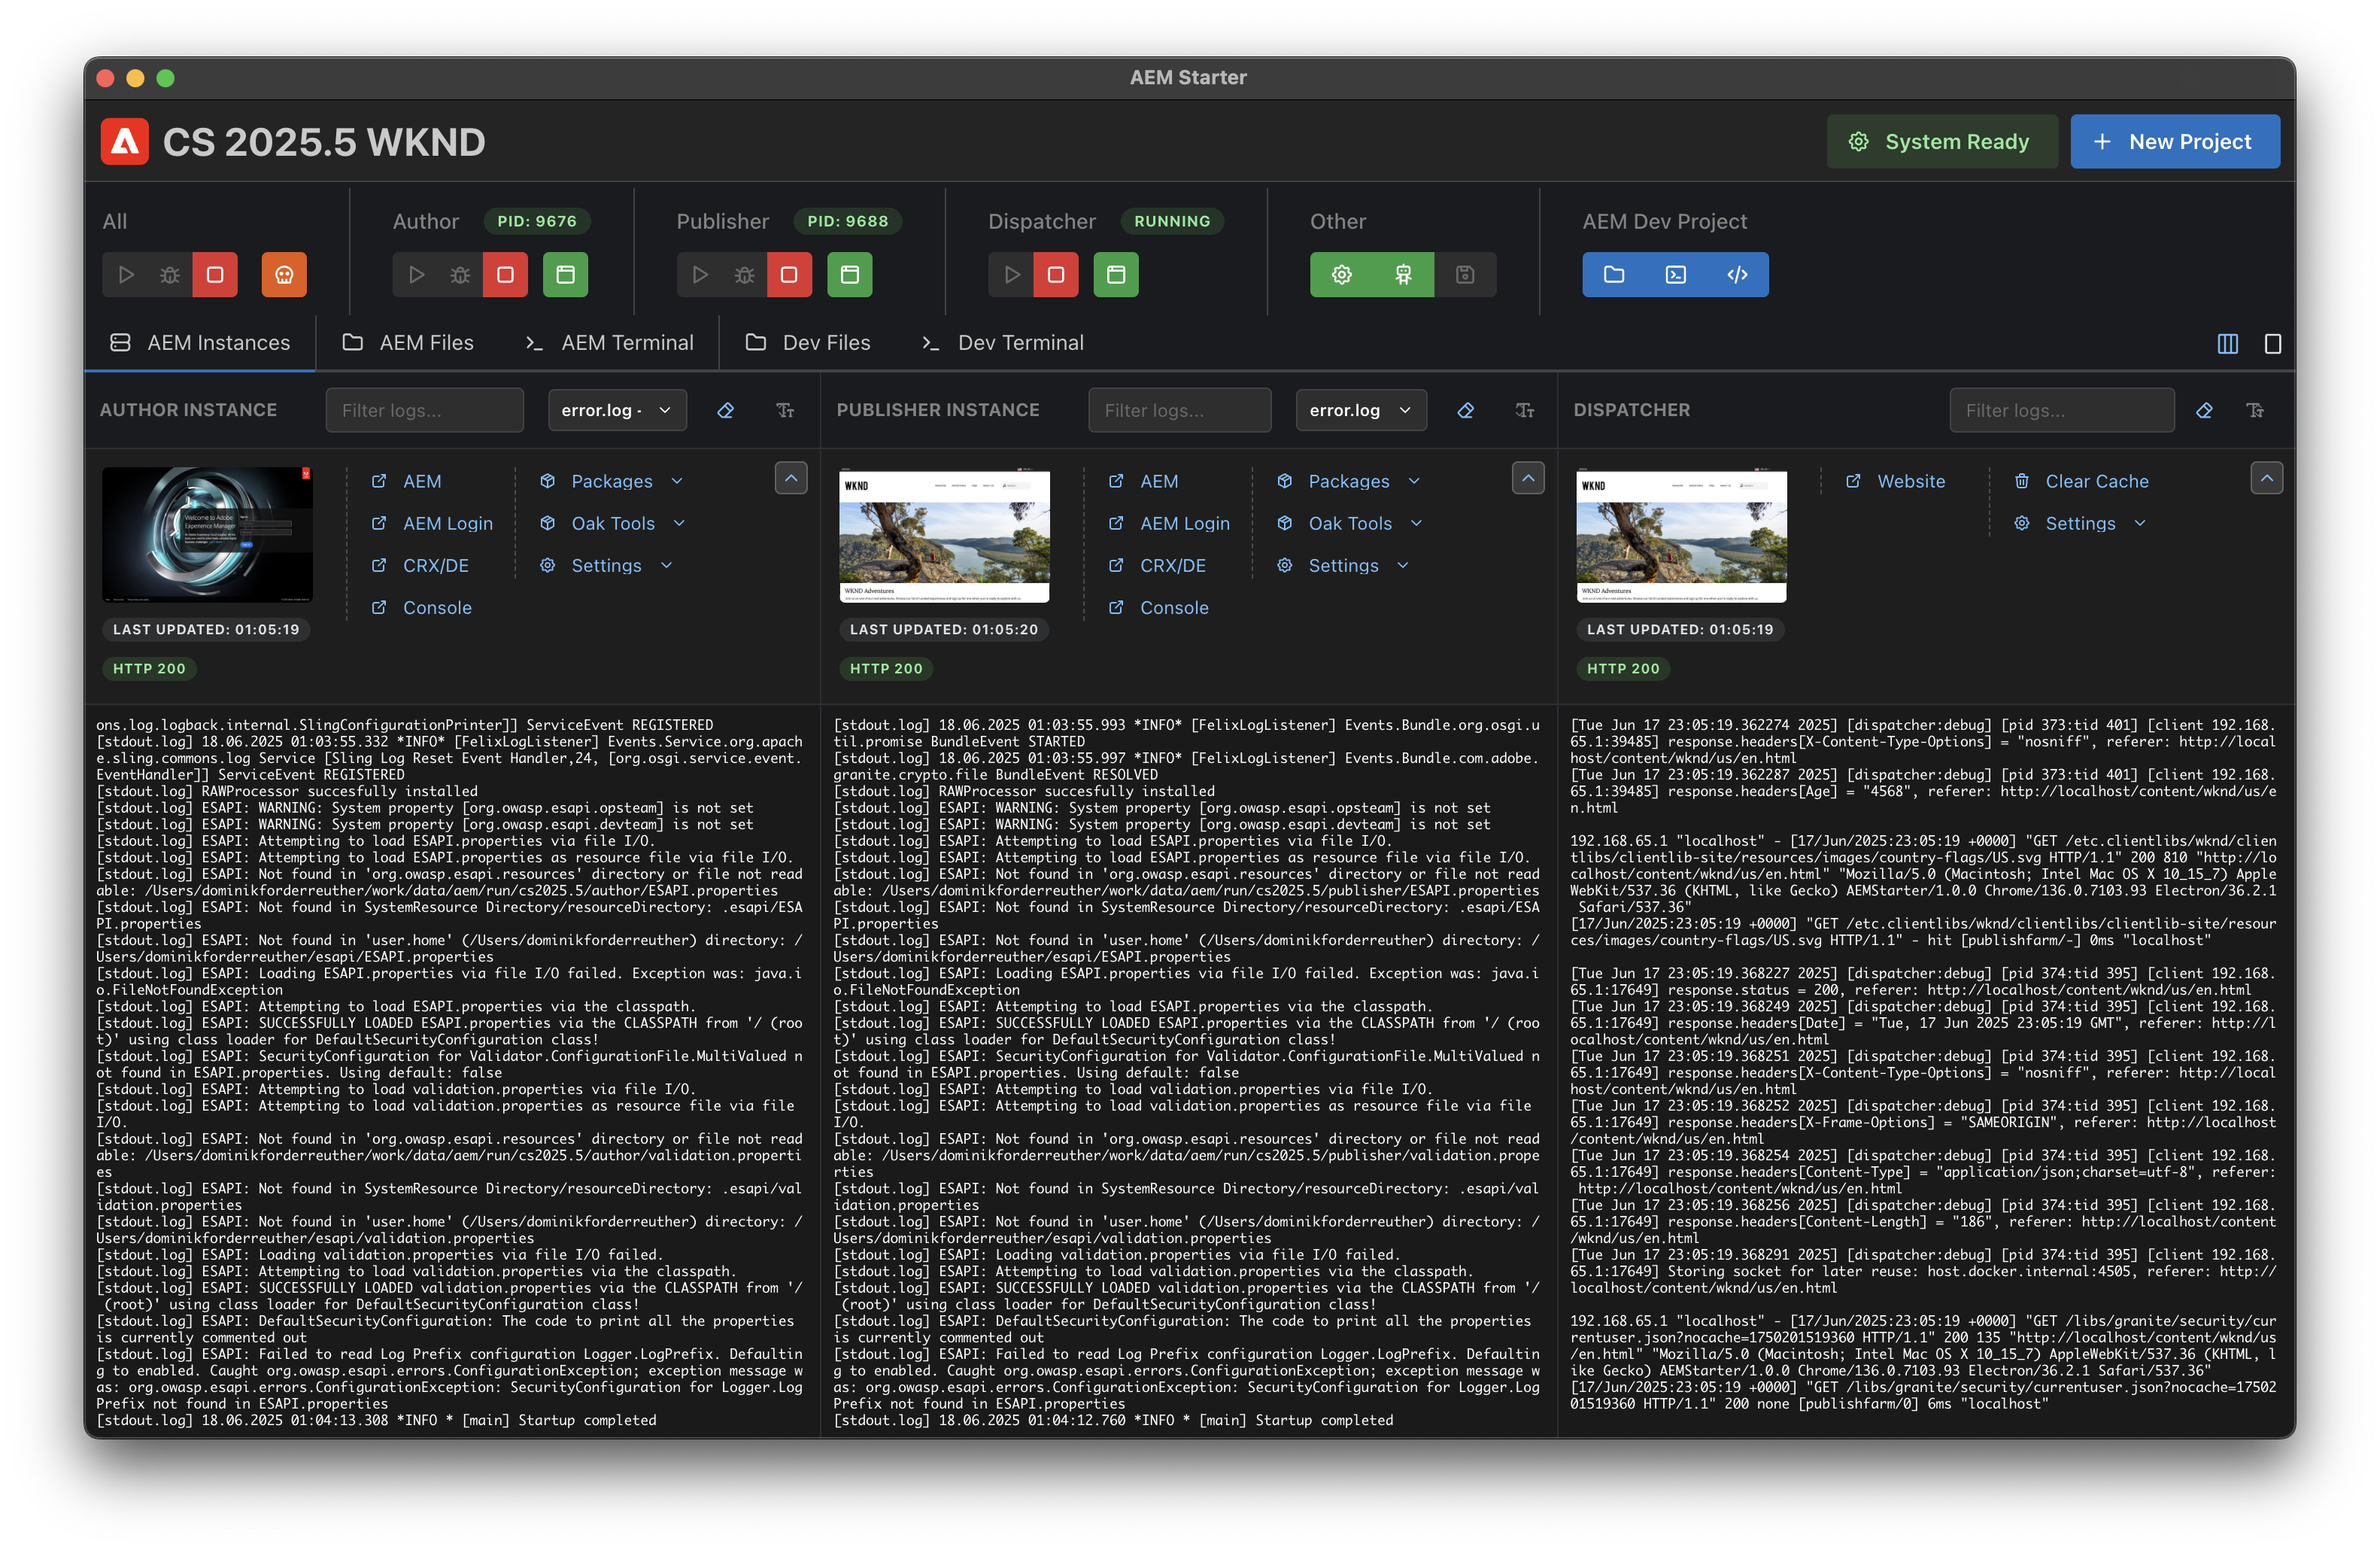 AEM Starter
CS 2025.5 WKND
System Ready
New Project
All
Author
PID: 9676
Publisher
PID: 9688
Dispatcher
RUNNING
Other
AEM Dev Project
AEM Instances
AEM Files
AEM Terminal
Dev Files
Dev Terminal
AUTHOR INSTANCE
Filter logs...
error.log -
PUBLISHER INSTANCE
Filter logs...
error.log
DISPATCHER
Filter logs...
Welcome to Adobe
Experience Manager
LAST UPDATED: 01:05:19
HTTP 200
AEM
AEM Login
CRX/DE
Console
Packages
Oak Tools
Settings
WKND
WKND Adventures
LAST UPDATED: 01:05:20
HTTP 200
AEM
AEM Login
CRX/DE
Console
Packages
Oak Tools
Settings
WKND
WKND Adventures
LAST UPDATED: 01:05:19
HTTP 200
Website
Clear Cache
Settings
ons.log.logback.internal.SlingConfigurationPrinter]] ServiceEvent REGISTERED
[stdout.log] 18.06.2025 01:03:55.332 *INFO* [FelixLogListener] Events.Service.org.apach
e.sling.commons.log Service [Sling Log Reset Event Handler,24, [org.osgi.service.event.
EventHandler]] ServiceEvent REGISTERED
[stdout.log] RAWProcessor succesfully installed
[stdout.log] ESAPI: WARNING: System property [org.owasp.esapi.opsteam] is not set
[stdout.log] ESAPI: WARNING: System property [org.owasp.esapi.devteam] is not set
[stdout.log] ESAPI: Attempting to load ESAPI.properties via file I/O.
[stdout.log] ESAPI: Attempting to load ESAPI.properties as resource file via file I/O.
[stdout.log] ESAPI: Not found in 'org.owasp.esapi.resources' directory or file not read
able: /Users/dominikforderreuther/work/data/aem/run/cs2025.5/author/ESAPI.properties
[stdout.log] ESAPI: Not found in SystemResource Directory/resourceDirectory: .esapi/ESA
PI.properties
[stdout.log] ESAPI: Not found in 'user.home' (/Users/dominikforderreuther) directory: /
Users/dominikforderreuther/esapi/ESAPI.properties
[stdout.log] ESAPI: Loading ESAPI.properties via file I/O failed. Exception was: java.i
o.FileNotFoundException
[stdout.log] ESAPI: Attempting to load ESAPI.properties via the classpath.
[stdout.log] ESAPI: SUCCESSFULLY LOADED ESAPI.properties via the CLASSPATH from '/ (roo
t)' using class loader for DefaultSecurityConfiguration class!
[stdout.log] ESAPI: SecurityConfiguration for Validator.ConfigurationFile.MultiValued n
ot found in ESAPI.properties. Using default: false
[stdout.log] ESAPI: Attempting to load validation.properties via file I/O.
[stdout.log] ESAPI: Attempting to load validation.properties as resource file via file
I/O.
[stdout.log] ESAPI: Not found in 'org.owasp.esapi.resources' directory or file not read
able: /Users/dominikforderreuther/work/data/aem/run/cs2025.5/author/validation.properti
es
[stdout.log] ESAPI: Not found in SystemResource Directory/resourceDirectory: .esapi/val
idation.properties
[stdout.log] ESAPI: Not found in 'user.home' (/Users/dominikforderreuther) directory: /
Users/dominikforderreuther/esapi/validation.properties
[stdout.log] ESAPI: Loading validation.properties via file I/O failed.
[stdout.log] ESAPI: Attempting to load validation.properties via the classpath.
[stdout.log] ESAPI: SUCCESSFULLY LOADED validation.properties via the CLASSPATH from '/
(root)' using class loader for DefaultSecurityConfiguration class!
[stdout.log] ESAPI: DefaultSecurityConfiguration: The code to print all the properties
is currently commented out
[stdout.log] ESAPI: Failed to read Log Prefix configuration Logger.LogPrefix. Defaultin
g to enabled. Caught org.owasp.esapi.errors.ConfigurationException; exception message w
as: org.owasp.esapi.errors.ConfigurationException: SecurityConfiguration for Logger.Log
Prefix not found in ESAPI.properties
[stdout.log] 18.06.2025 01:04:13.308 *INFO * [main] Startup completed
[stdout.log] 18.06.2025 01:03:55.993 *INFO* [FelixLogListener] Events.Bundle.org.osgi.u
til.promise BundleEvent STARTED
[stdout.log] 18.06.2025 01:03:55.997 *INFO* [FelixLogListener] Events.Bundle.com.adobe.
granite.crypto.file BundleEvent RESOLVED
[stdout.log] RAWProcessor succesfully installed
[stdout.log] ESAPI: WARNING: System property [org.owasp.esapi.opsteam] is not set
[stdout.log] ESAPI: WARNING: System property [org.owasp.esapi.devteam] is not set
[stdout.log] ESAPI: Attempting to load ESAPI.properties via file I/O.
[stdout.log] ESAPI: Attempting to load ESAPI.properties as resource file via file I/O.
[stdout.log] ESAPI: Not found in 'org.owasp.esapi.resources' directory or file not read
able: /Users/dominikforderreuther/work/data/aem/run/cs2025.5/publisher/ESAPI.properties
[stdout.log] ESAPI: Not found in SystemResource Directory/resourceDirectory: .esapi/ESA
PI.properties
[stdout.log] ESAPI: Not found in 'user.home' (/Users/dominikforderreuther) directory: /
Users/dominikforderreuther/esapi/ESAPI.properties
[stdout.log] ESAPI: Loading ESAPI.properties via file I/O failed. Exception was: java.i
o.FileNotFoundException
[stdout.log] ESAPI: Attempting to load ESAPI.properties via the classpath.
[stdout.log] ESAPI: SUCCESSFULLY LOADED ESAPI.properties via the CLASSPATH from '/ (roo
t)' using class loader for DefaultSecurityConfiguration class!
[stdout.log] ESAPI: SecurityConfiguration for Validator.ConfigurationFile.MultiValued n
ot found in ESAPI.properties. Using default: false
[stdout.log] ESAPI: Attempting to load validation.properties via file I/O.
[stdout.log] ESAPI: Attempting to load validation.properties as resource file via file
I/O.
[stdout.log] ESAPI: Not found in 'org.owasp.esapi.resources' directory or file not read
able: /Users/dominikforderreuther/work/data/aem/run/cs2025.5/publisher/validation.prope
rties
[stdout.log] ESAPI: Not found in SystemResource Directory/resourceDirectory: .esapi/val
idation.properties
[stdout.log] ESAPI: Not found in 'user.home' (/Users/dominikforderreuther) directory: /
Users/dominikforderreuther/esapi/validation.properties
[stdout.log] ESAPI: Loading validation.properties via file I/O failed.
[stdout.log] ESAPI: Attempting to load validation.properties via the classpath.
[stdout.log] ESAPI: SUCCESSFULLY LOADED validation.properties via the CLASSPATH from '/
(root)' using class loader for DefaultSecurityConfiguration class!
[stdout.log] ESAPI: DefaultSecurityConfiguration: The code to print all the properties
is currently commented out
[stdout.log] ESAPI: Failed to read Log Prefix configuration Logger.LogPrefix. Defaultin
g to enabled. Caught org.owasp.esapi.errors.ConfigurationException; exception message w
as: org.owasp.esapi.errors.ConfigurationException: SecurityConfiguration for Logger.Log
Prefix not found in ESAPI.properties
[stdout.log] 18.06.2025 01:04:12.760 *INFO * [main] Startup completed
[Tue Jun 17 23:05:19.362274 2025] [dispatcher:debug] [pid 373:tid 401] [client 192.168.
65.1:39485] response.headers[X-Content-Type-Options] = "nosniff", referer: http://local
host/content/wknd/us/en.html
[Tue Jun 17 23:05:19.362287 2025] [dispatcher:debug] [pid 373:tid 401] [client 192.168.
65.1:39485] response.headers[Age] = "4568", referer: http://localhost/content/wknd/us/e
n.html
192.168.65.1 "localhost" - [17/Jun/2025:23:05:19 +0000] "GET /etc.clientlibs/wknd/clien
tlibs/clientlib-site/resources/images/country-flags/US.svg HTTP/1.1" 200 810 "http://lo
calhost/content/wknd/us/en.html" "Mozilla/5.0 (Macintosh; Intel Mac OS X 10_15_7) Apple
WebKit/537.36 (KHTML, like Gecko) AEMStarter/1.0.0 Chrome/136.0.7103.93 Electron/36.2.1
Safari/537.36"
[17/Jun/2025:23:05:19 +0000] "GET /etc.clientlibs/wknd/clientlibs/clientlib-site/resour
ces/images/country-flags/US.svg HTTP/1.1" - hit [publishfarm/-] 0ms "localhost"
[Tue Jun 17 23:05:19.368227 2025] [dispatcher:debug] [pid 374:tid 395] [client 192.168.
65.1:17649] response.status = 200, referer: http://localhost/content/wknd/us/en.html
[Tue Jun 17 23:05:19.368249 2025] [dispatcher:debug] [pid 374:tid 395] [client 192.168.
65.1:17649] response.headers[Date] = "Tue, 17 Jun 2025 23:05:19 GMT", referer: http://l
ocalhost/content/wknd/us/en.html
[Tue Jun 17 23:05:19.368251 2025] [dispatcher:debug] [pid 374:tid 395] [client 192.168.
65.1:17649] response.headers[X-Content-Type-Options] = "nosniff", referer: http://local
host/content/wknd/us/en.html
[Tue Jun 17 23:05:19.368252 2025] [dispatcher:debug] [pid 374:tid 395] [client 192.168.
65.1:17649] response.headers[X-Frame-Options] = "SAMEORIGIN", referer: http://localhost
/content/wknd/us/en.html
[Tue Jun 17 23:05:19.368254 2025] [dispatcher:debug] [pid 374:tid 395] [client 192.168.
65.1:17649] response.headers[Content-Type] = "application/json;charset=utf-8", referer:
http://localhost/content/wknd/us/en.html
[Tue Jun 17 23:05:19.368256 2025] [dispatcher:debug] [pid 374:tid 395] [client 192.168.
65.1:17649] response.headers[Content-Length] = "186", referer: http://localhost/content
/wknd/us/en.html
[Tue Jun 17 23:05:19.368291 2025] [dispatcher:debug] [pid 374:tid 395] [client 192.168.
65.1:17649] Storing socket for later reuse: host.docker.internal:4505, referer: http://
localhost/content/wknd/us/en.html
192.168.65.1 "localhost" - [17/Jun/2025:23:05:19 +0000] "GET /libs/granite/security/cur
rentuser.json?nocache=1750201519360 HTTP/1.1" 200 135 "http://localhost/content/wknd/us
/en.html" "Mozilla/5.0 (Macintosh; Intel Mac OS X 10_15_7) AppleWebKit/537.36 (KHTML, l
ike Gecko) AEMStarter/1.0.0 Chrome/136.0.7103.93 Electron/36.2.1 Safari/537.36"
[17/Jun/2025:23:05:19 +0000] "GET /libs/granite/security/currentuser.json?nocache=17502
01519360 HTTP/1.1" 200 none [publishfarm/0] 6ms "localhost"